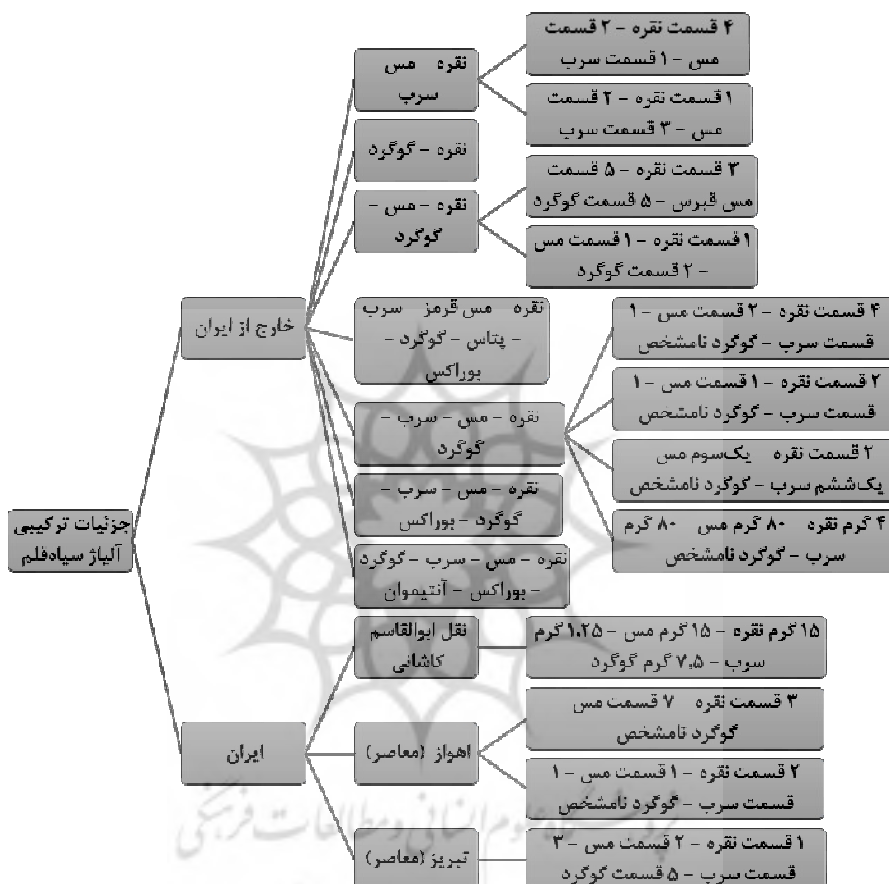 جزئیات ترکیبی
آلیاژ سیاه‌قلم
خارج از ایران
نقره مس
سرب
۴ قسمت نقره - ۲ قسمت
مس - ۱ قسمت سرب
۱ قسمت نقره - ۲ قسمت
مس - ۳ قسمت سرب
نقره - گوگرد
نقره - مس -
گوگرد
۳ قسمت نقره - ۵ قسمت
مس قبرس - ۵ قسمت گوگرد
۱ قسمت نقره - ۱ قسمت مس
- ۲ قسمت گوگرد
نقره مس قرمز سرب
- پتاس - گوگرد -
بوراکس
نقره - مس - سرب -
گوگرد
۴ قسمت نقره - ۲ قسمت مس - ۱
قسمت سرب - گوگرد نامشخص
۲ قسمت نقره - ۱ قسمت مس - ۱
قسمت سرب - گوگرد نامشخص
۲ قسمت نقره یک‌سوم مس
یک‌ششم سرب - گوگرد نامشخص
۴ گرم نقره ۸۰ گرم مس ۸۰ گرم
سرب - گوگرد نامشخص
نقره - مس - سرب -
گوگرد - بوراکس
نقره - مس - سرب - گوگرد
- بوراکس - آنتیموان
ایران
نقل ابوالقاسم
کاشانی
۱۵ گرم نقره - ۱۵ گرم مس - ۱.۲۵ گرم
سرب - ۷,۵ گرم گوگرد
اهواز (معاصر)
۳ قسمت نقره ۷ قسمت مس
گوگرد نامشخص
۲ قسمت نقره - ۱ قسمت مس - ۱
قسمت سرب - گوگرد نامشخص
تبریز (معاصر)
۱ قسمت نقره - ۲ قسمت مس - ۳
قسمت سرب - ۵ قسمت گوگرد
پژوهشگاه علوم انسانی و مطالعات فرهنگی